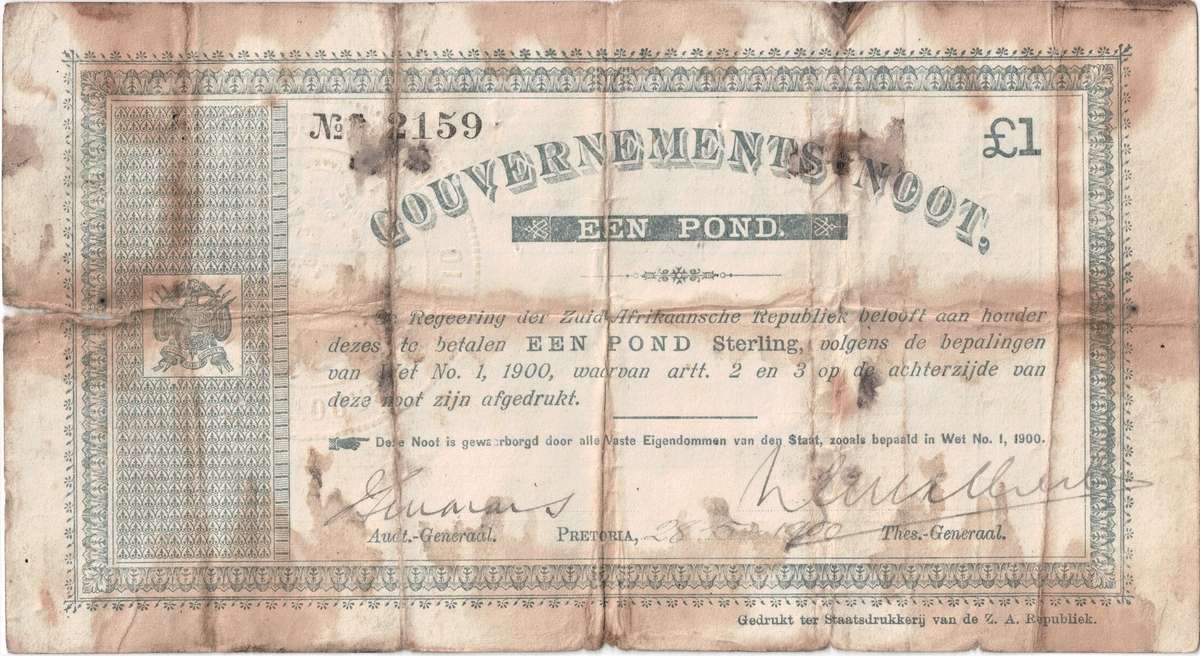 No 2159
£1
GOUVERNEMENTS-NOOT,
EEN POND.
De Regeering der Zuid Afrikaansche Republiek belooft aan houder
dezes te betalen EEN POND Sterling, volgens de bepalingen
van Wet No. 1, 1900, waarvan artt. 2 en 3 op de achterzijde van
deze noot zijn afgedrukt.
Deze Noot is gewaarborgd door alle Vaste Eigendommen van den Staat, zooals bepaald in Wet No. 1, 1900.
Audt.-Generaal. PRETORIA, 28 1900 Thes.-Generaal.
Gedrukt ter Staatsdrukkerij van de Z. A. Republiek.